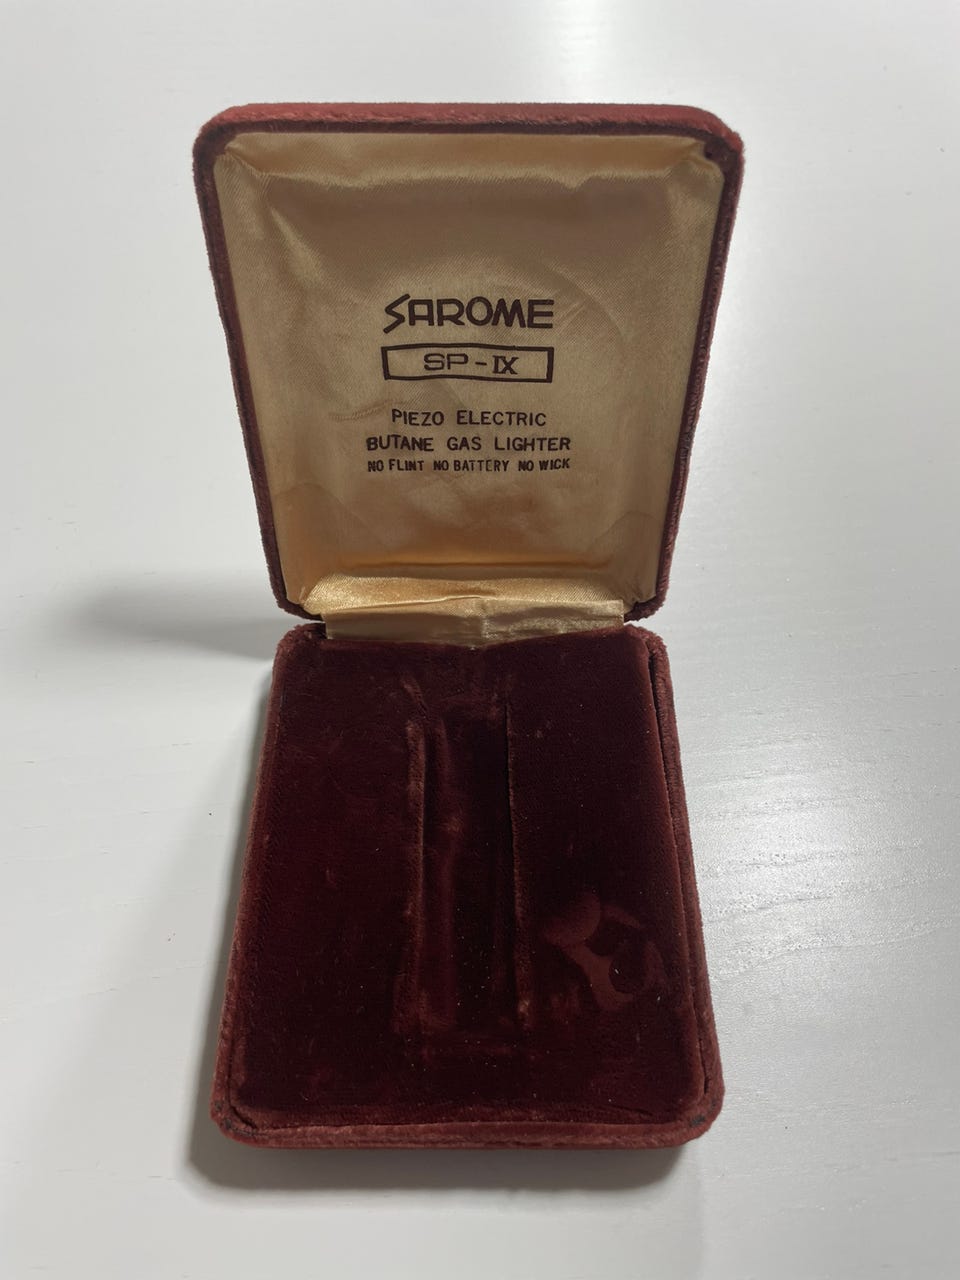 SAROME
SP-IX
PIEZO ELECTRIC
BUTANE GAS LIGHTER
NO FLINT NO BATTERY NO WICK